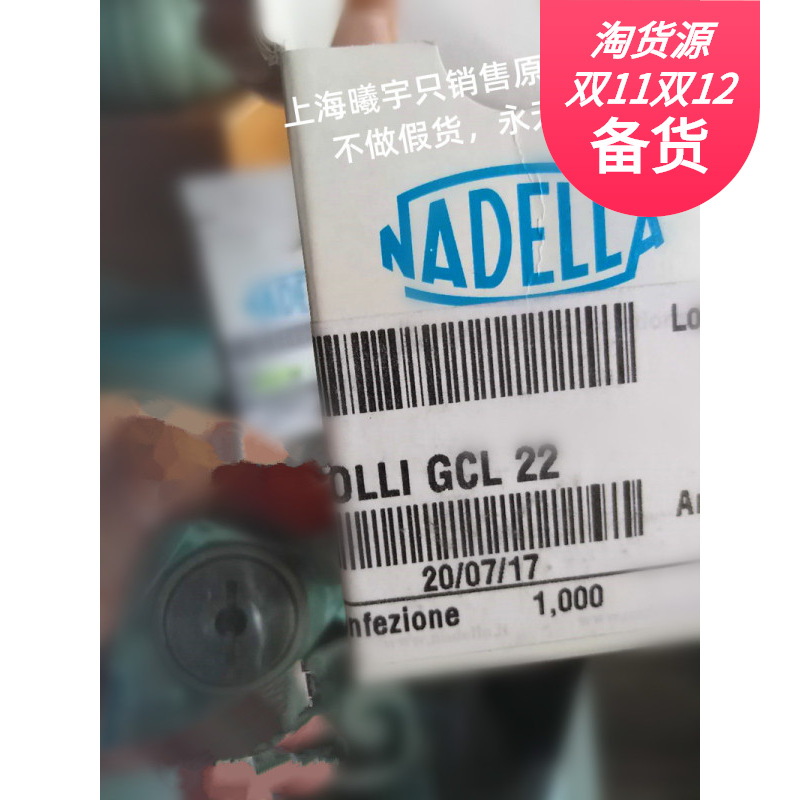 淘货源
双11双12
备货
上海曦宇只销售原
不做假货，永
NADELLA
NADE
Lo
OLLI GCL 22
20/07/17
nfezione 1,000